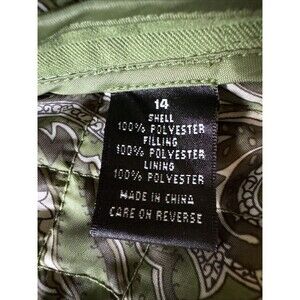 14
SHELL
100% POLYESTER
FILLING
100% POLYESTER
LINING
100% POLYESTER
MADE IN CHINA
CARE ON REVERSE